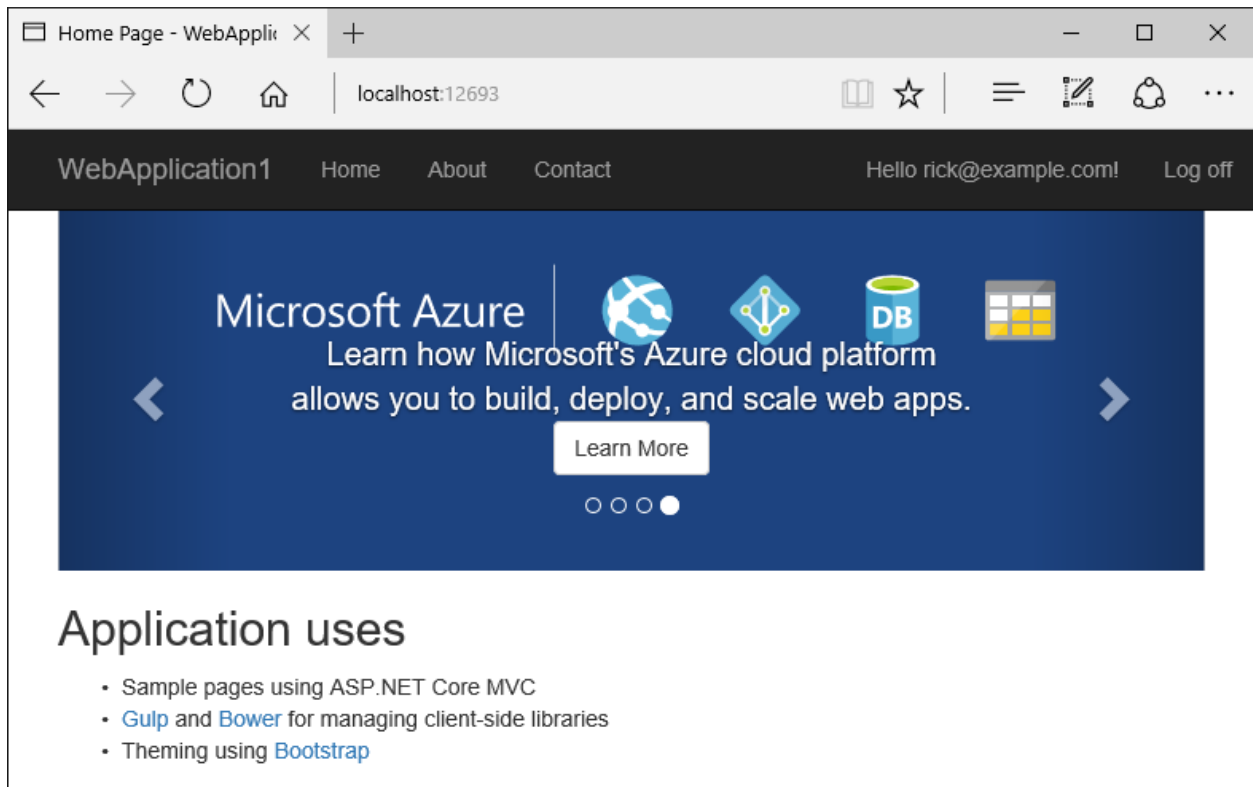 Home Page - WebApplic
localhost:12693
WebApplication1 Home About Contact Hello rick@example.com! Log off
Microsoft Azure DB
Learn how Microsoft's Azure cloud platform
allows you to build, deploy, and scale web apps.
Learn More
Application uses
• Sample pages using ASP.NET Core MVC
• Gulp and Bower for managing client-side libraries
• Theming using Bootstrap